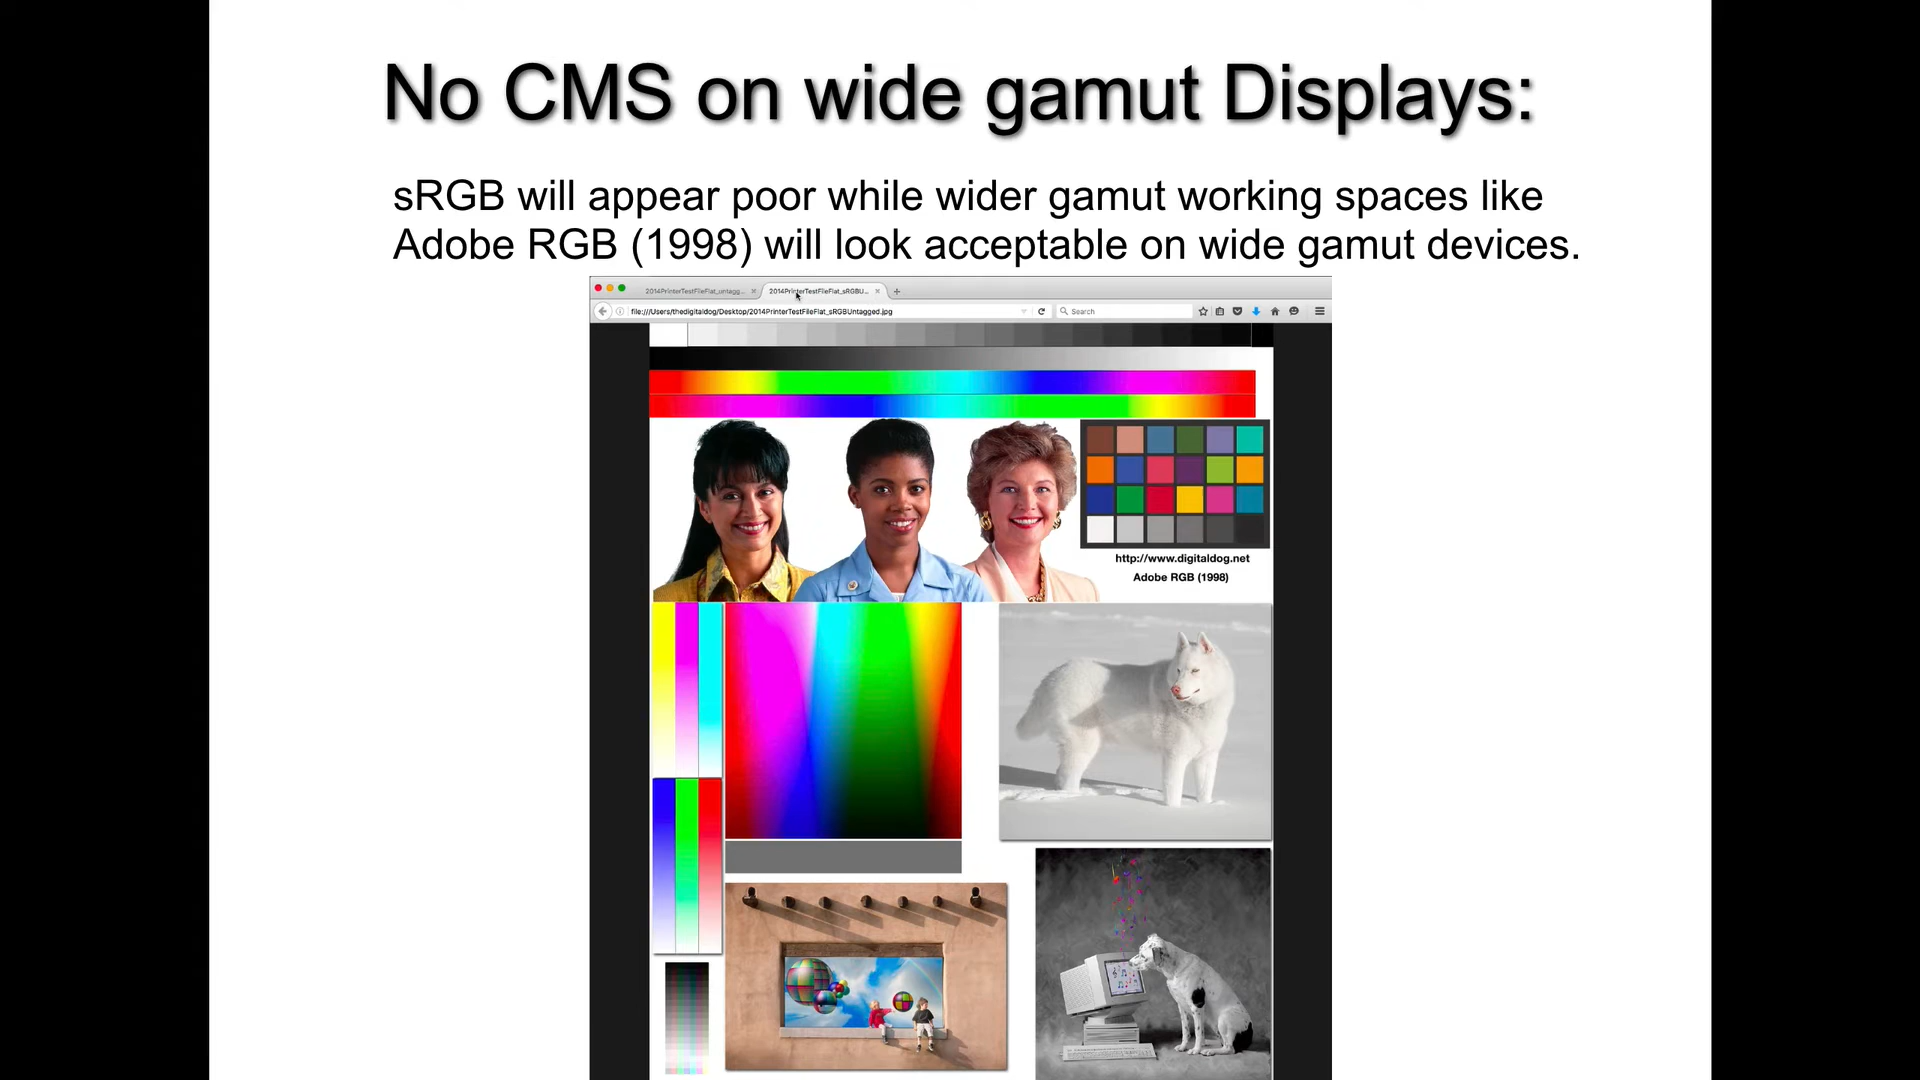 No CMS on wide gamut Displays:
sRGB will appear poor while wider gamut working spaces like
Adobe RGB (1998) will look acceptable on wide gamut devices.
2014PrinterTestFileFlat_untagg...
2014PrinterTestFileFlat_sRGBU...
file:///Users/thedigitaldog/Desktop/2014PrinterTestFileFlat_sRGBUntagged.jpg
Search
http://www.digitaldog.net
Adobe RGB (1998)